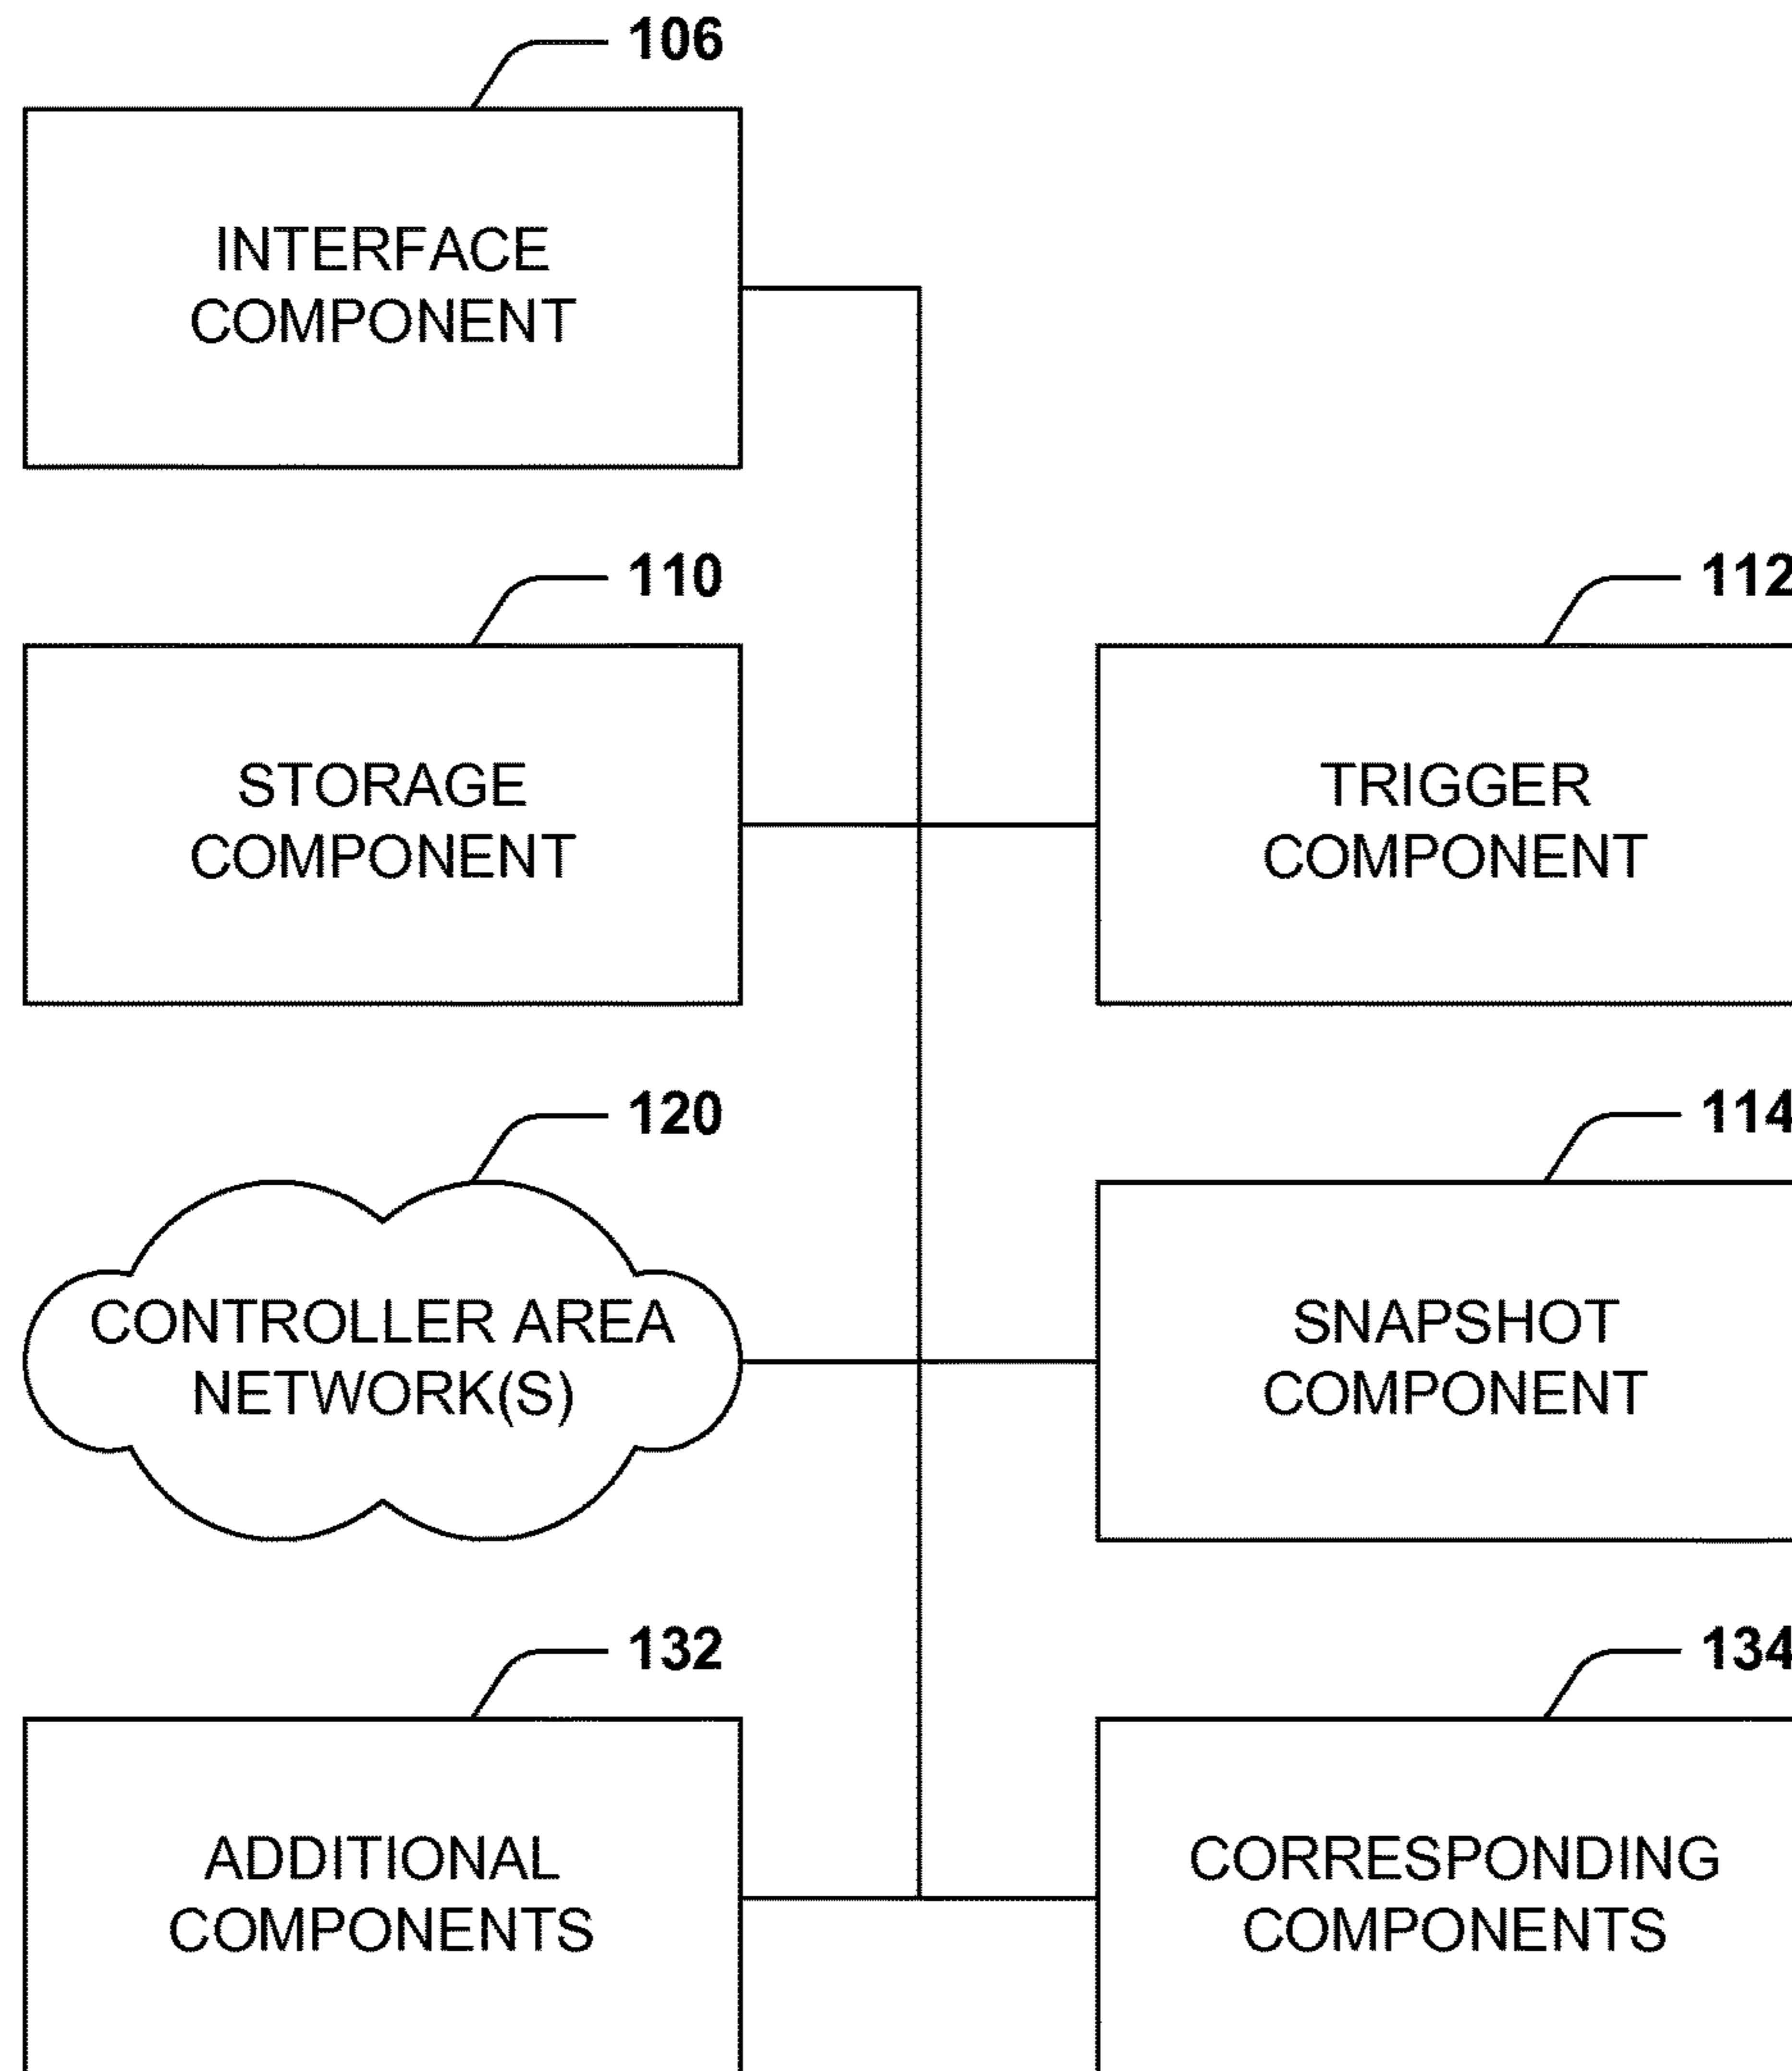 106
INTERFACE
COMPONENT
110
STORAGE
COMPONENT
112
TRIGGER
COMPONENT
120
CONTROLLER AREA
NETWORK(S)
114
SNAPSHOT
COMPONENT
132
ADDITIONAL
COMPONENTS
134
CORRESPONDING
COMPONENTS